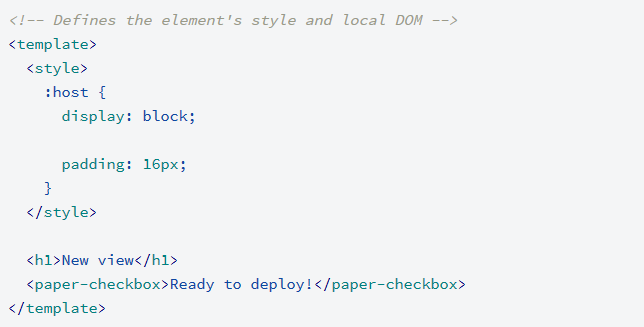 <!-- Defines the element's style and local DOM -->
<template>
  <style>
    :host {
      display: block;

      padding: 16px;
    }
  </style>

  <h1>New view</h1>
  <paper-checkbox>Ready to deploy!</paper-checkbox>
</template>